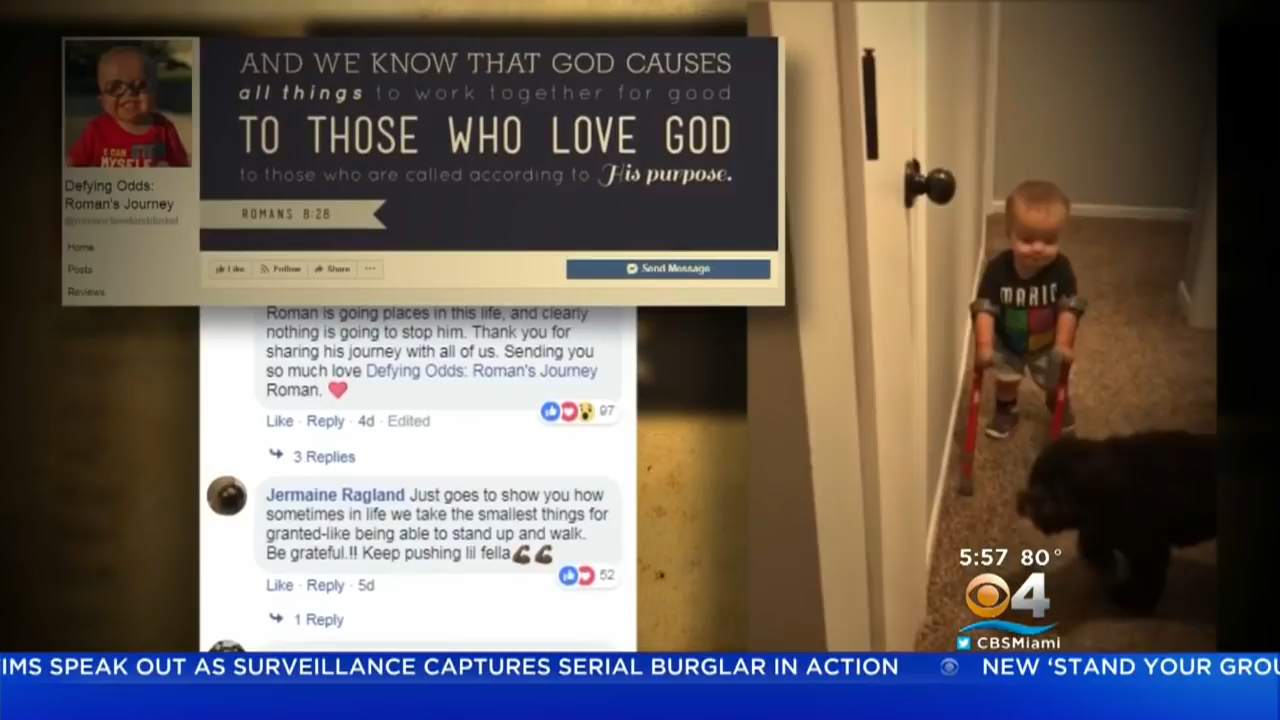 AND WE KNOW THAT GOD CAUSES
all things to work together for good
TO THOSE WHO LOVE GOD
to those who are called according to His purpose.
ROMANS 8:28
I CAN
MYSELF
Defying Odds:
Roman's Journey
Home
Posts
Reviews
Like Follow Share ...
Send Message
Roman is going places in this life, and clearly
nothing is going to stop him. Thank you for
sharing his journey with all of us. Sending you
so much love Defying Odds: Roman's Journey
Roman. ❤
97
Like · Reply · 4d · Edited
3 Replies
Jermaine Ragland Just goes to show you how
sometimes in life we take the smallest things for
granted-like being able to stand up and walk.
Be grateful.!! Keep pushing lil fella💪🏿💪🏿
52
Like · Reply · 5d
1 Reply
MAGIC
5:57 80°
4
CBSMiami
IMS SPEAK OUT AS SURVEILLANCE CAPTURES SERIAL BURGLAR IN ACTION NEW 'STAND YOUR GROU